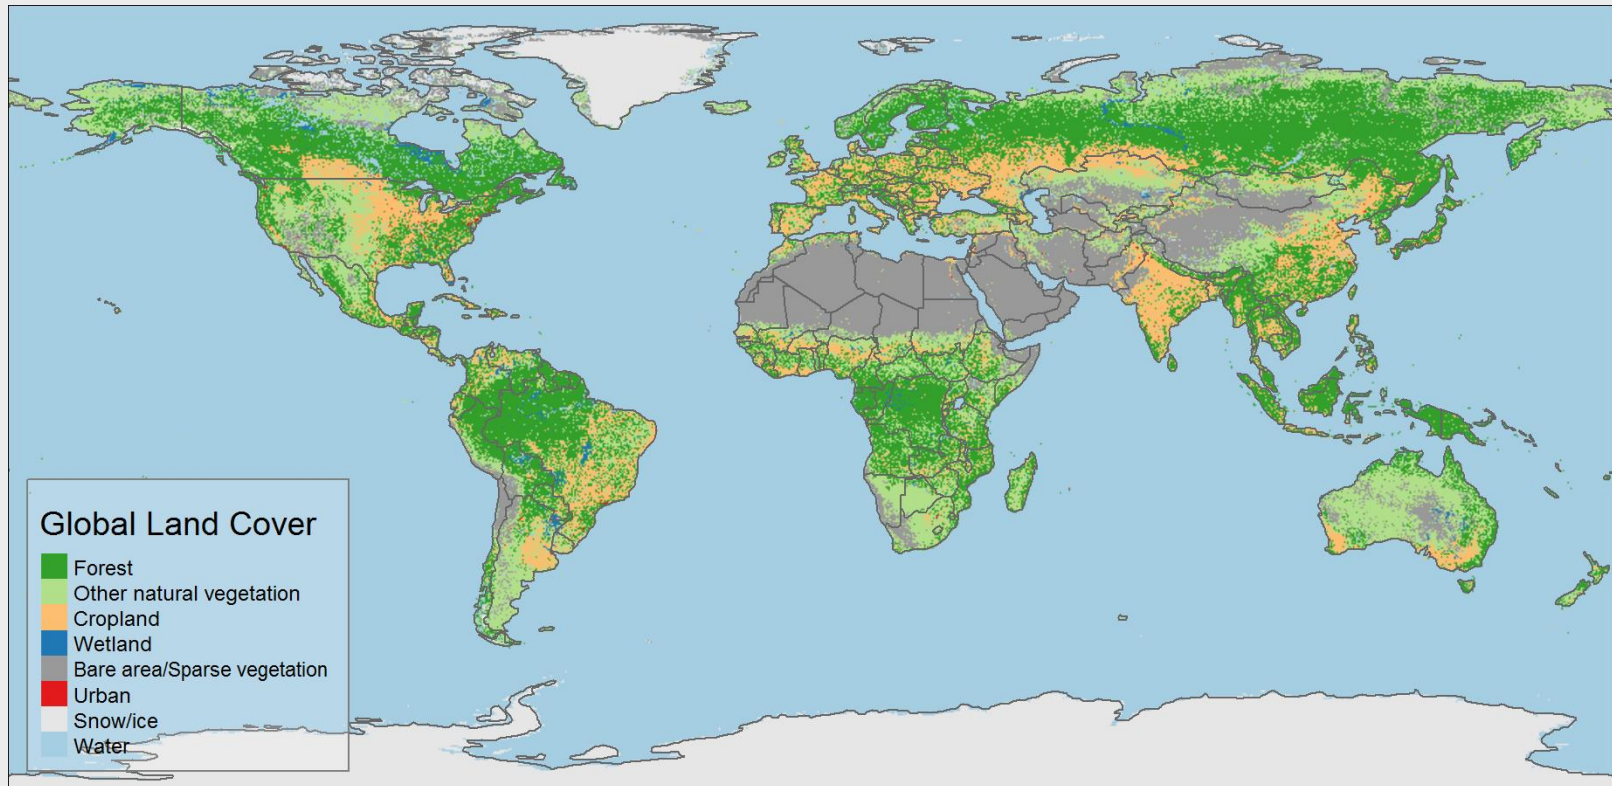 Global Land Cover
Forest
Other natural vegetation
Cropland
Wetland
Bare area/Sparse vegetation
Urban
Snow/ice
Water